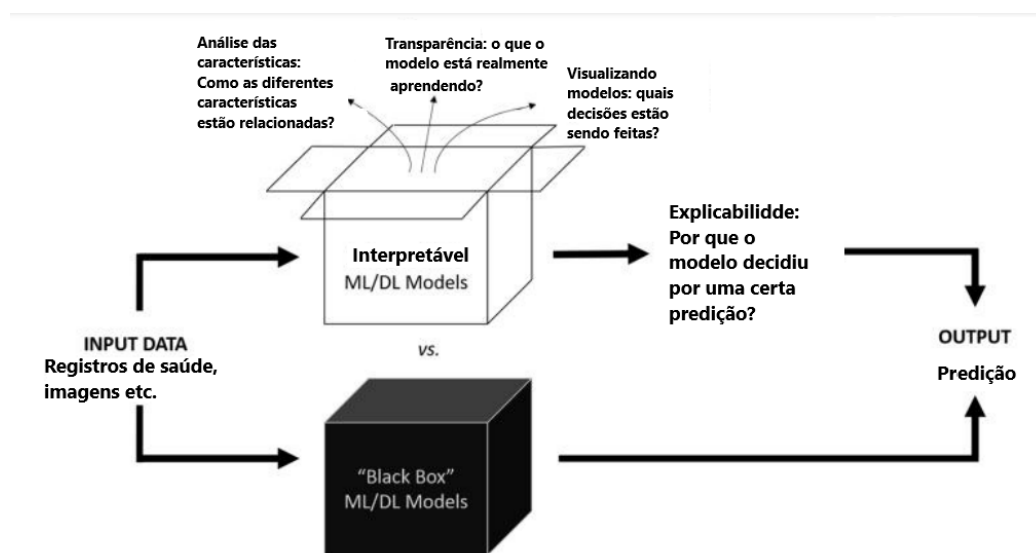 Análise das
características:
Como as diferentes
características
estão relacionadas?
Transparência: o que o
modelo está realmente
aprendendo?
Visualizando
modelos: quais
decisões estão
sendo feitas?
Interpretável
ML/DL Models
Explicabilidde:
Por que o
modelo decidiu
por uma certa
predição?
INPUT DATA
Registros de saúde,
imagens etc.
vs.
OUTPUT
Predição
“Black Box”
ML/DL Models